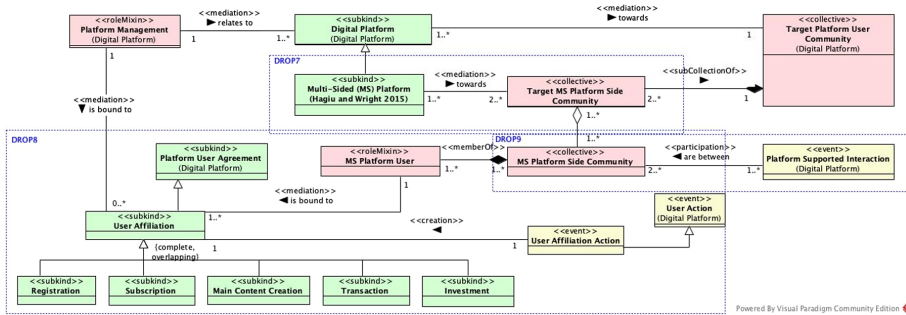 <<roleMixin>>
Platform Management
(Digital Platform)
<<mediation>>
relates to
1
1..*
<<subkind>>
Digital Platform
(Digital Platform)
<<mediation>>
towards
1..*
1
<<collective>>
Target Platform User
Community
(Digital Platform)
DROP7
<<subkind>>
Multi-Sided (MS) Platform
(Hagiu and Wright 2015)
<<mediation>>
towards
1..*
2..*
<<collective>>
Target MS Platform Side
Community
<<subCollectionOf>>
2..*
1
1
<<mediation>>
is bound to
1..*
1..*
DROP8
DROP9
<<subkind>>
Platform User Agreement
(Digital Platform)
<<roleMixin>>
MS Platform User
<<memberOf>>
1..*
1..*
<<collective>>
MS Platform Side Community
<<participation>>
are between
2..*
1..*
<<event>>
Platform Supported Interaction
(Digital Platform)
<<mediation>>
is bound to
1
0..*
1..*
<<subkind>>
User Affiliation
<<creation>>
1
1
<<event>>
User Affiliation Action
<<event>>
User Action
(Digital Platform)
(complete,
overlapping)
<<subkind>>
Registration
<<subkind>>
Subscription
<<subkind>>
Main Content Creation
<<subkind>>
Transaction
<<subkind>>
Investment
Powered By Visual Paradigm Community Edition